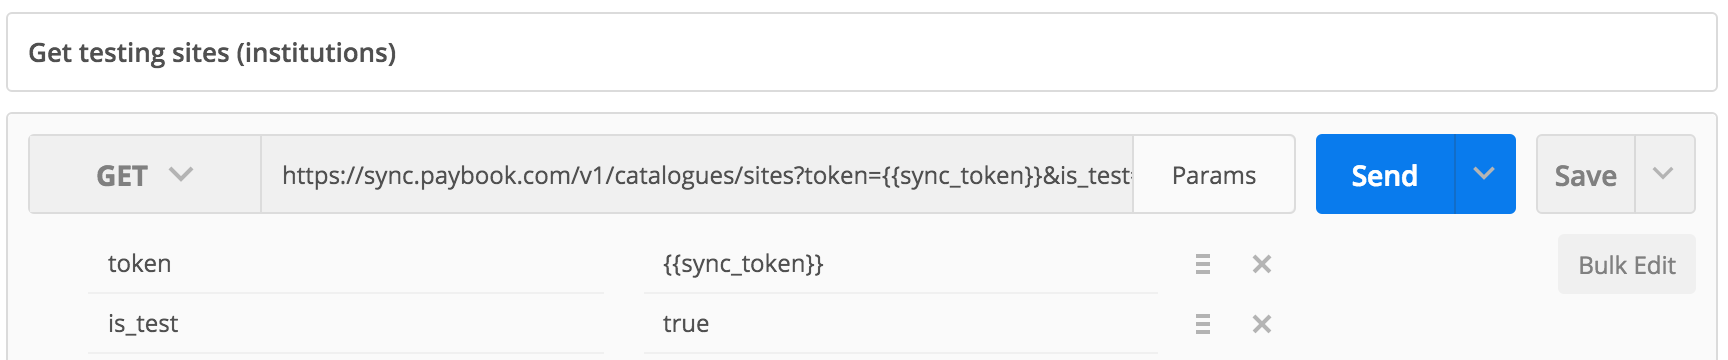 Get testing sites (institutions)
GET https://sync.paybook.com/v1/catalogues/sites?token={{sync_token}}&is_test= Params Send Save
token {{sync_token}} Bulk Edit
is_test true